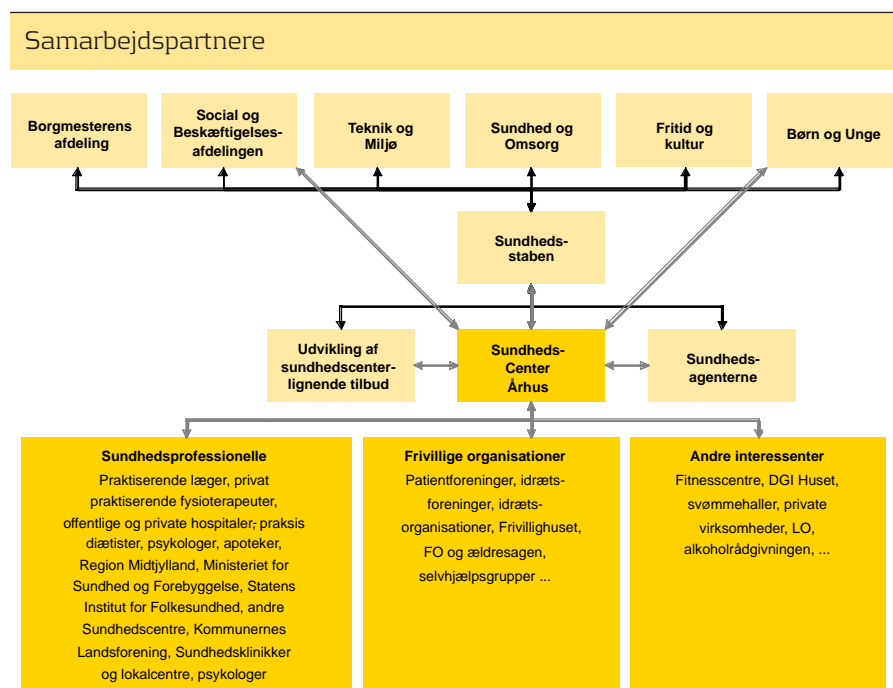 Samarbejdspartnere
Borgmesterens
afdeling
Social og
Beskæftigelses-
afdelingen
Teknik og
Miljø
Sundhed og
Omsorg
Fritid og
kultur
Børn og Unge
Sundheds-
staben
Udvikling af
sundhedscenter-
lignende tilbud
Sundheds-
Center
Århus
Sundheds-
agenterne
Sundhedsprofessionelle
Praktiserende læger, privat
praktiserende fysioterapeuter,
offentlige og private hospitaler, praksis
diætister, psykologer, apoteker,
Region Midtjylland, Ministeriet for
Sundhed og Forebyggelse, Statens
Institut for Folkesundhed, andre
Sundhedscentre, Kommunernes
Landsforening, Sundhedsklinikker
og lokalcentre, psykologer
Frivillige organisationer
Patientforeninger, idræts-
foreninger, idræts-
organisationer, Frivillighuset,
FO og ældresagen,
selvhjælpsgrupper ...
Andre interessenter
Fitnesscentre, DGI Huset,
svømmehaller, private
virksomheder, LO,
alkoholrådgivningen, ...